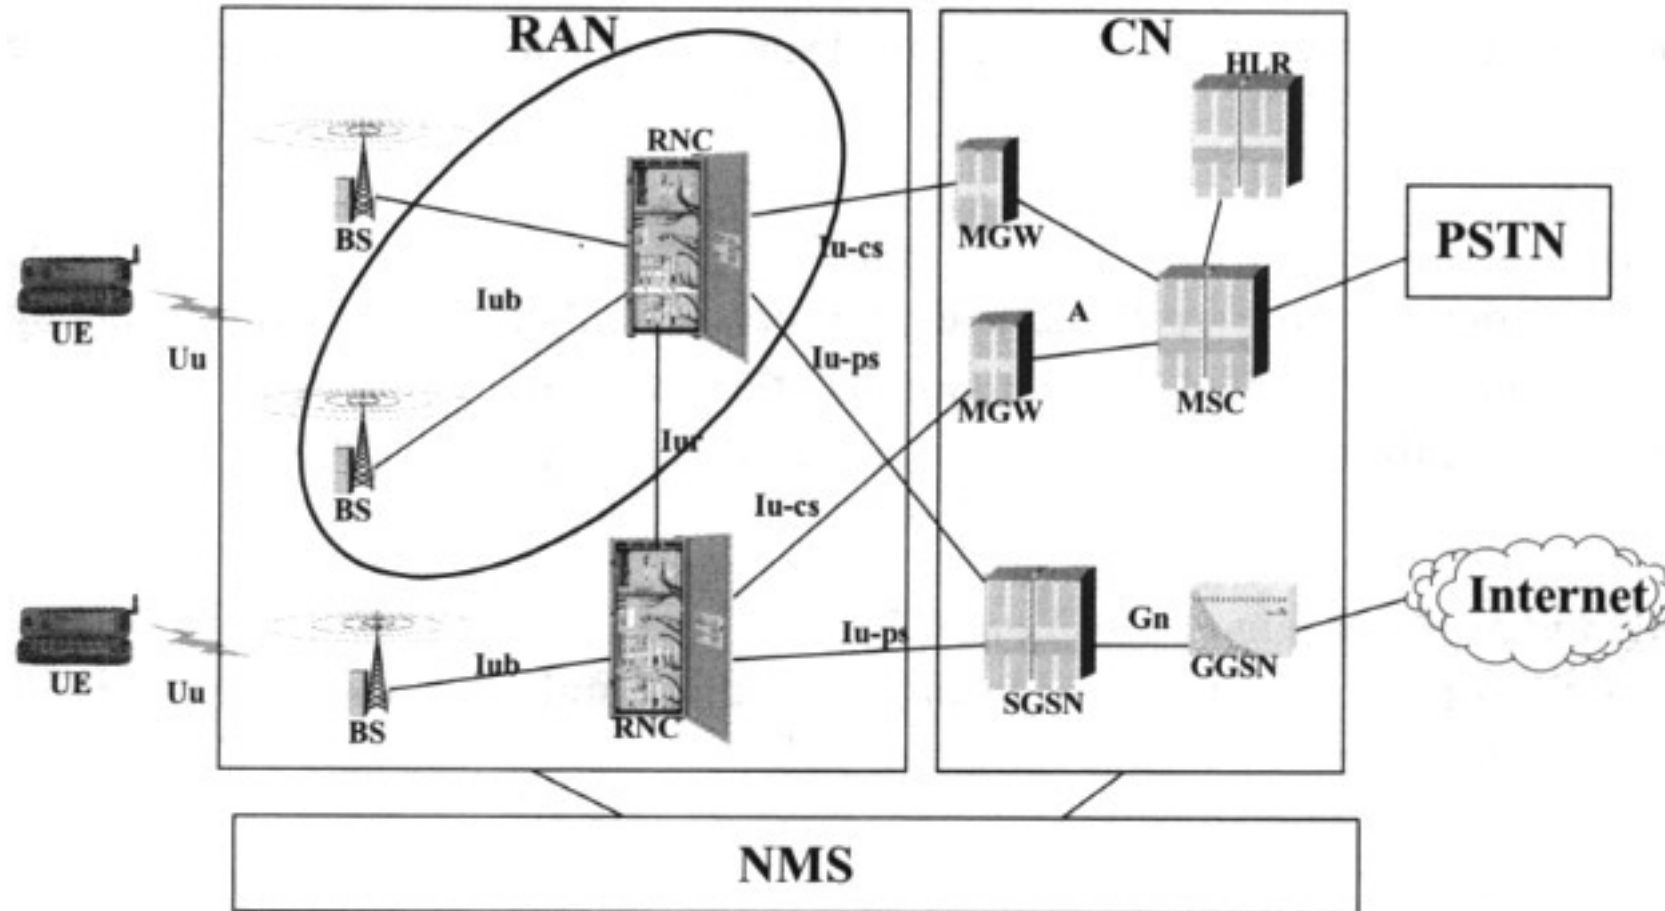 RAN
CN
HLR
RNC
BS
MGW
Iu-cs
PSTN
UE
Iub
Uu
A
Iu-ps
MSC
MGW
Iur
BS
Iu-cs
Internet
UE
Uu
BS
Iub
RNC
Iu-ps
SGSN
Gn
GGSN
NMS